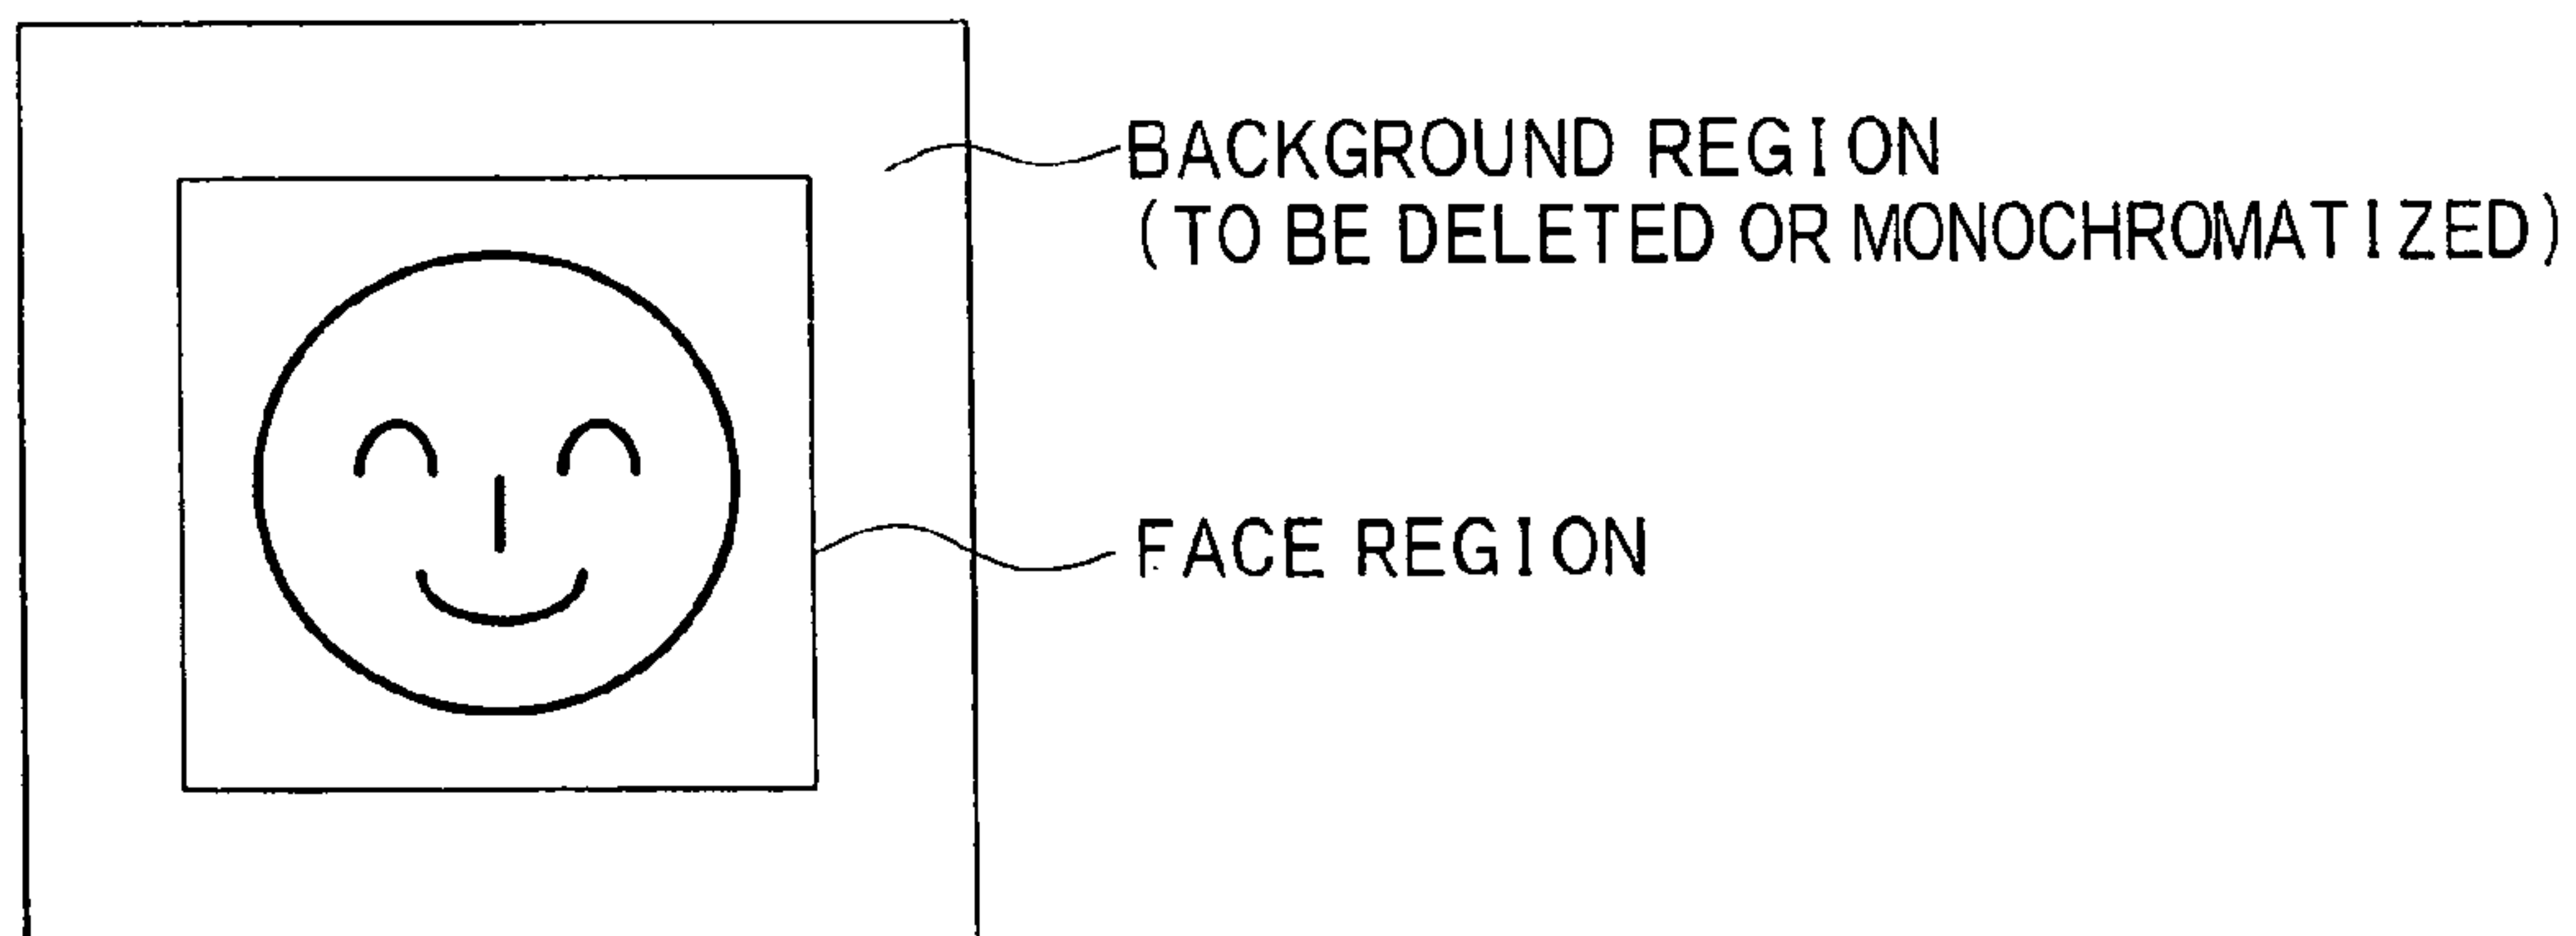 BACKGROUND REGION
(TO BE DELETED OR MONOCHROMATIZED)
FACE REGION